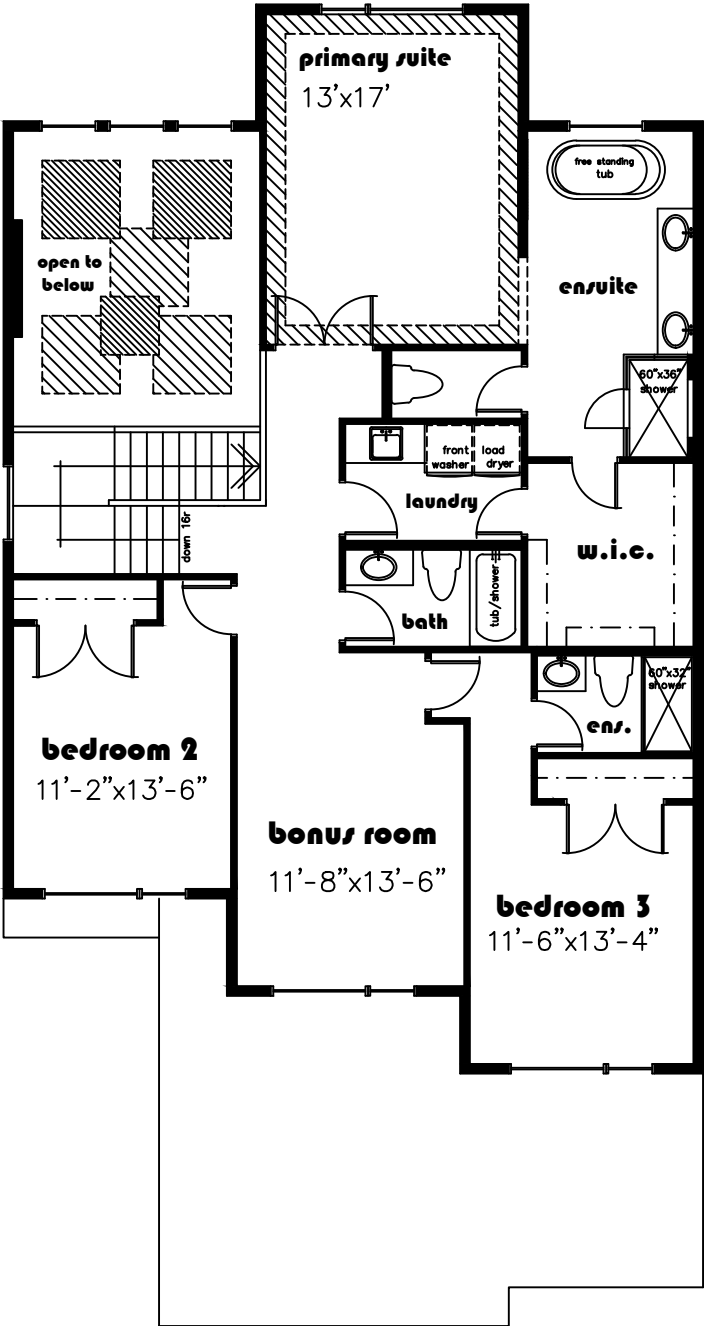 primary suite
13'x17'
free standing
tub
open to
below
ensuite
60"x36"
shower
front
washer
load
dryer
laundry
down 16r
w.i.c.
tub/shower
bath
60"x32"
shower
ens.
bedroom 2
11'-2"x13'-6"
bonus room
11'-8"x13'-6"
bedroom 3
11'-6"x13'-4"